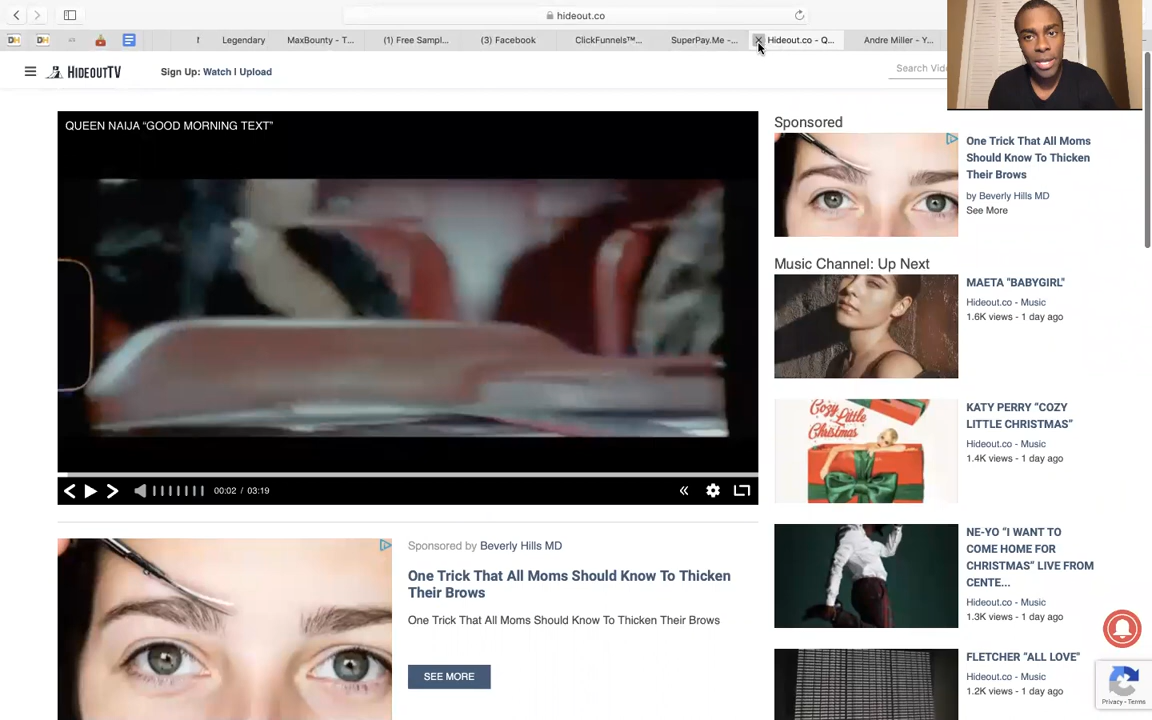 hideout.co
Legendary
MaxBounty - T...
(1) Free Sampl...
(3) Facebook
ClickFunnels™...
SuperPay.Me -...
Hideout.co - Q...
Andre Miller - Y...
HIDEOUTTV
Sign Up: Watch | Upload
Search Vide
QUEEN NAIJA “GOOD MORNING TEXT”
00:02 / 03:19
Sponsored
One Trick That All Moms
Should Know To Thicken
Their Brows
by Beverly Hills MD
See More
Music Channel: Up Next
MAETA "BABYGIRL"
Hideout.co - Music
1.6K views - 1 day ago
Cozy
Little
Christmas
KATY PERRY “COZY
LITTLE CHRISTMAS”
Hideout.co - Music
1.4K views - 1 day ago
NE-YO “I WANT TO
COME HOME FOR
CHRISTMAS” LIVE FROM
CENTE...
Hideout.co - Music
1.3K views - 1 day ago
FLETCHER “ALL LOVE”
Hideout.co - Music
1.2K views - 1 day ago
Sponsored by Beverly Hills MD
One Trick That All Moms Should Know To Thicken
Their Brows
One Trick That All Moms Should Know To Thicken Their Brows
SEE MORE
Privacy - Terms